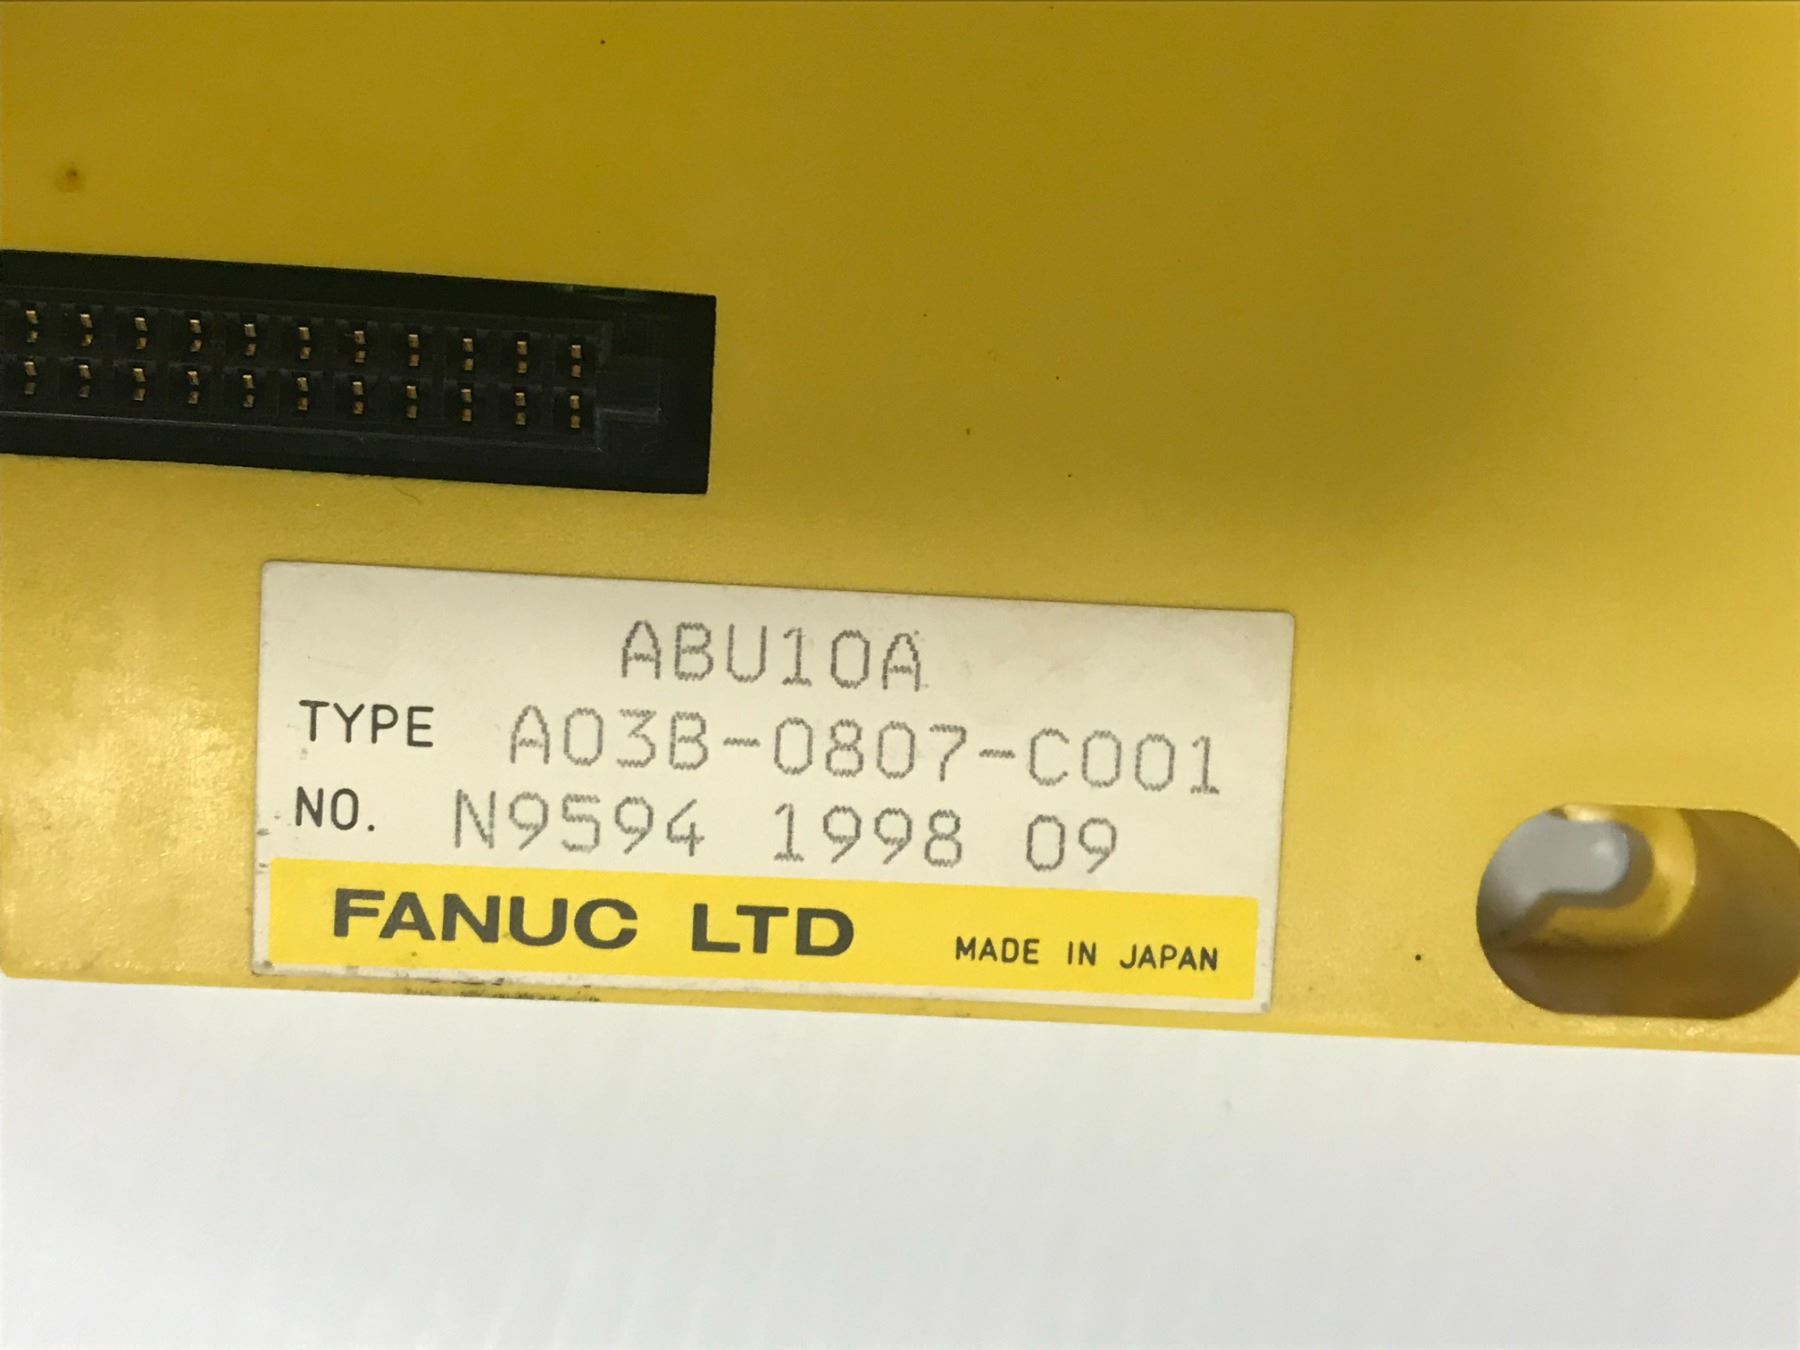 ABU10A
TYPE A03B-0807-C001
NO. N9594 1998 09
FANUC LTD MADE IN JAPAN